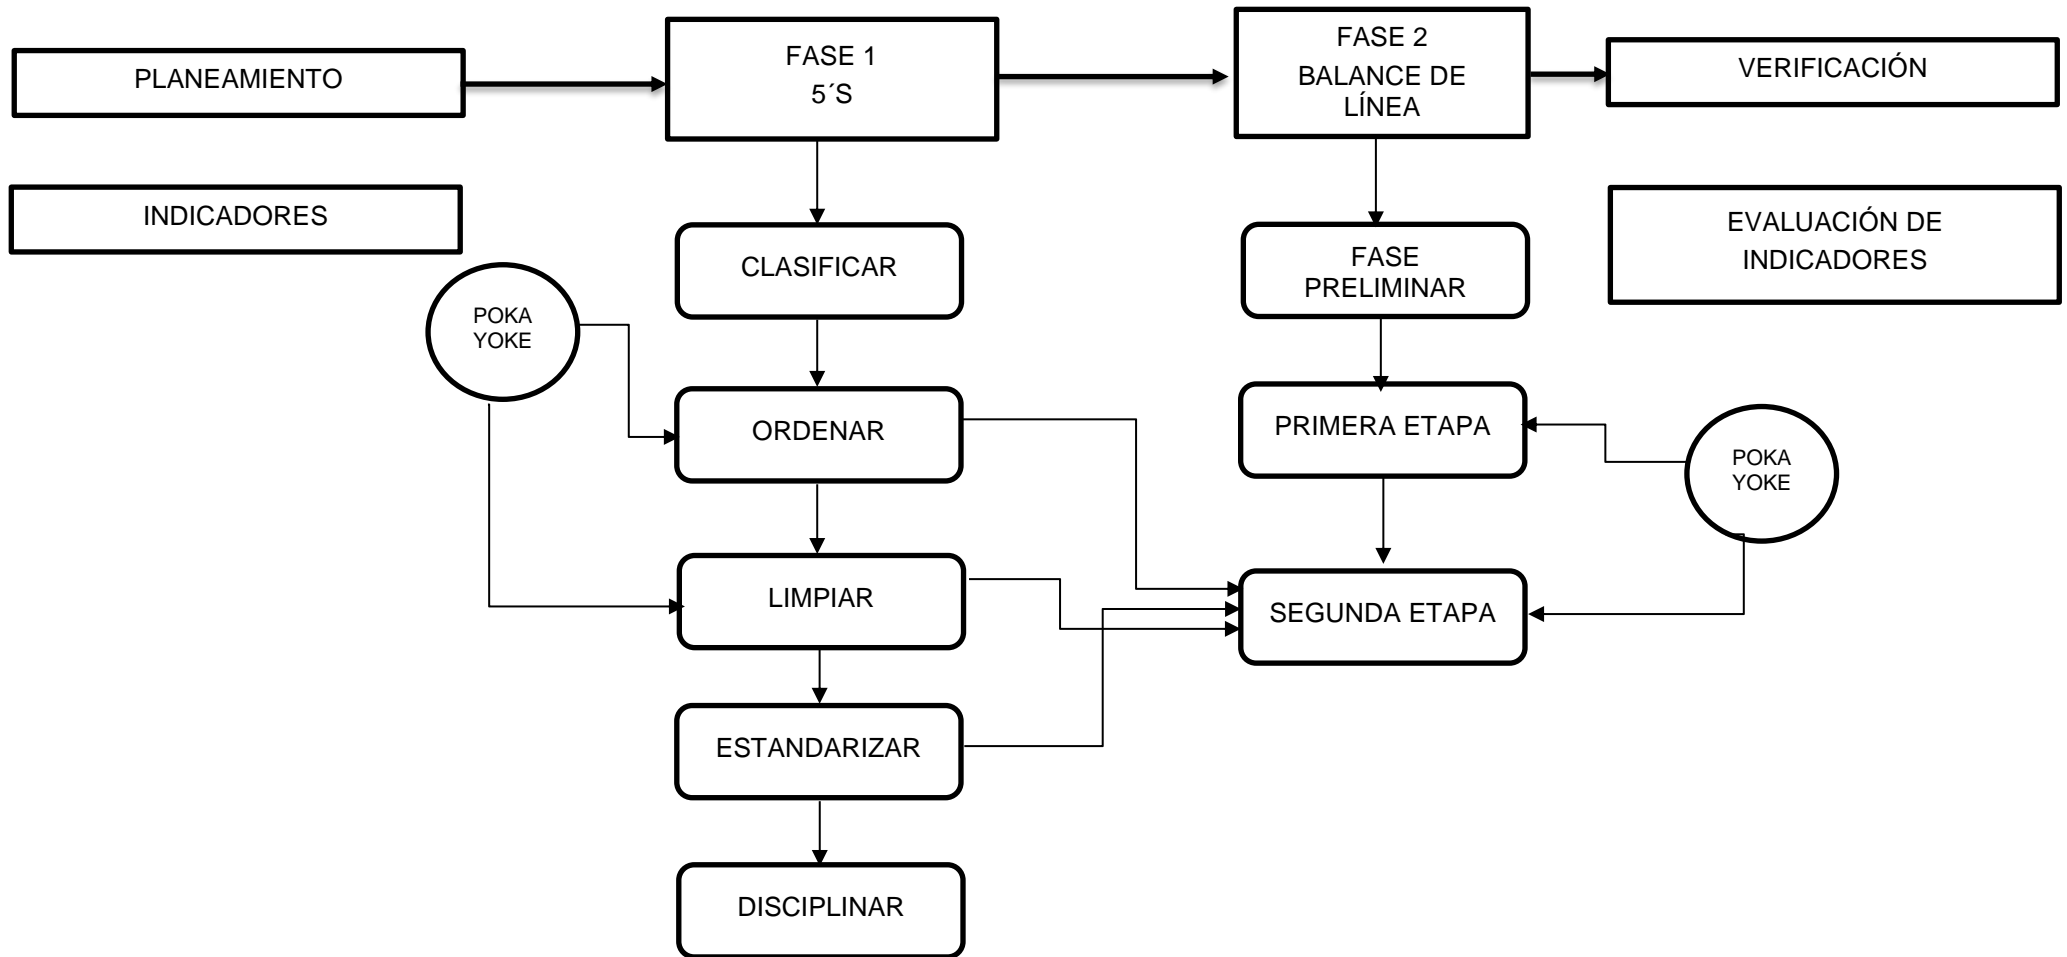 PLANEAMIENTO
FASE 1
5´S
FASE 2
BALANCE DE
LÍNEA
VERIFICACIÓN
INDICADORES
CLASIFICAR
FASE
PRELIMINAR
EVALUACIÓN DE
INDICADORES
POKA
YOKE
ORDENAR
PRIMERA ETAPA
POKA
YOKE
LIMPIAR
SEGUNDA ETAPA
ESTANDARIZAR
DISCIPLINAR